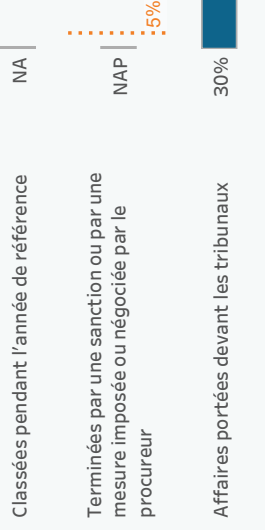 Classées pendant l'année de référence
NA
Terminées par une sanction ou par une
mesure imposée ou négociée par le
procureur
NAP
5%
Affaires portées devant les tribunaux
30%